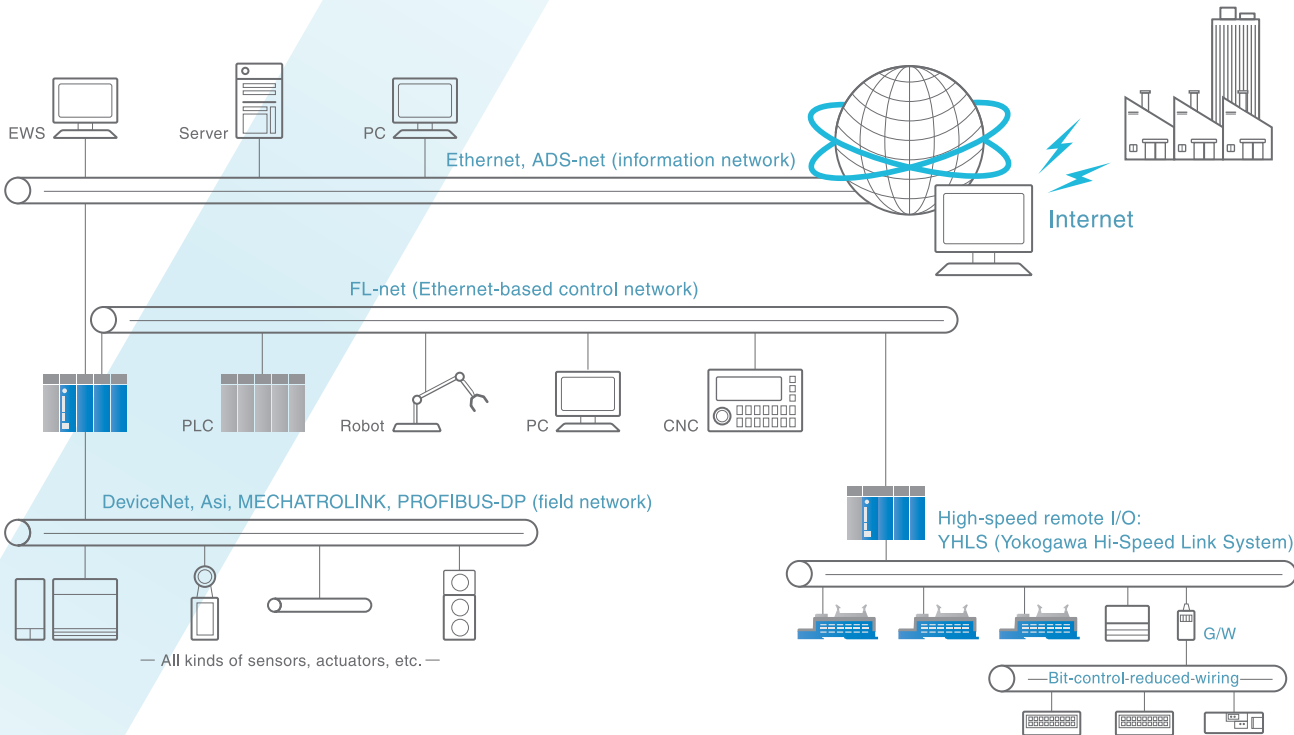 EWS
Server
PC
Ethernet, ADS-net (information network)
Internet
FL-net (Ethernet-based control network)
PLC
Robot
PC
CNC
DeviceNet, Asi, MECHATROLINK, PROFIBUS-DP (field network)
High-speed remote I/O:
YHLS (Yokogawa Hi-Speed Link System)
G/W
— All kinds of sensors, actuators, etc. —
Bit-control-reduced-wiring